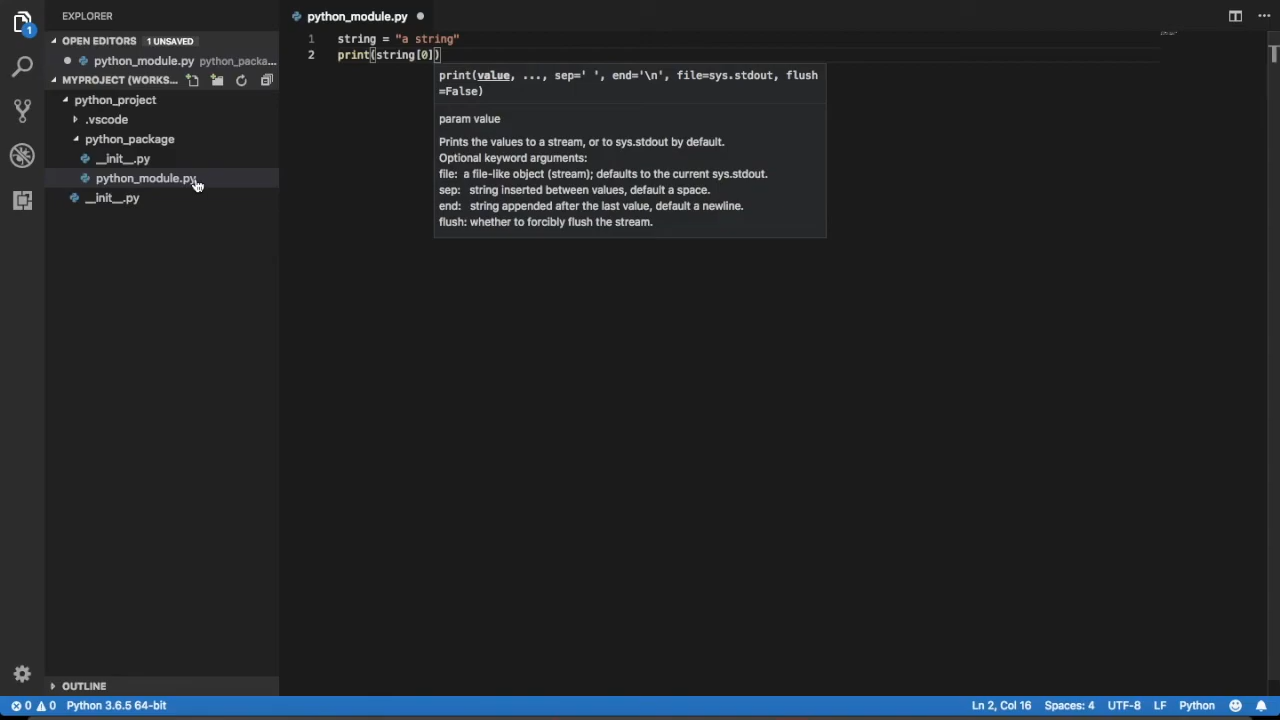 EXPLORER
OPEN EDITORS 1 UNSAVED
python_module.py python_packa...
MYPROJECT (WORKS...
python_project
.vscode
python_package
__init__.py
python_module.py
__init__.py
OUTLINE
python_module.py
1 string = "a string"
2 print(string[0])
print(value, ..., sep=' ', end='\n', file=sys.stdout, flush
=False)
param value
Prints the values to a stream, or to sys.stdout by default.
Optional keyword arguments:
file: a file-like object (stream); defaults to the current sys.stdout.
sep: string inserted between values, default a space.
end: string appended after the last value, default a newline.
flush: whether to forcibly flush the stream.
1
0 0 Python 3.6.5 64-bit
Ln 2, Col 16 Spaces: 4 UTF-8 LF Python